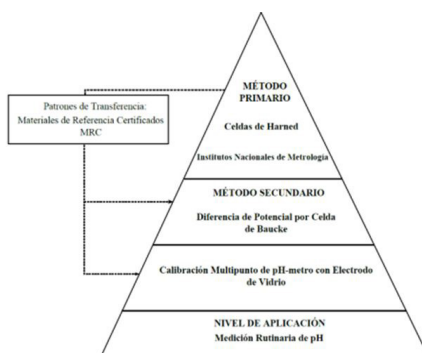 MÉTODO
PRIMARIO
Celdas de Harned
Institutos Nacionales de Metrología
Patrones de Transferencia:
Materiales de Referencia Certificados
MRC
MÉTODO SECUNDARIO
Diferencia de Potencial por Celda
de Baucke
Calibración Multipunto de pH-metro con Electrodo
de Vidrio
NIVEL DE APLICACIÓN
Medición Rutinaria de pH